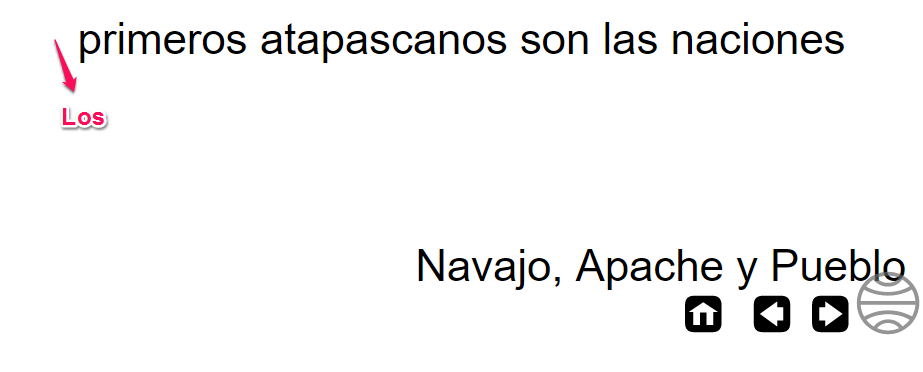 primeros atapascanos son las naciones
Los
Navajo, Apache y Pueblo